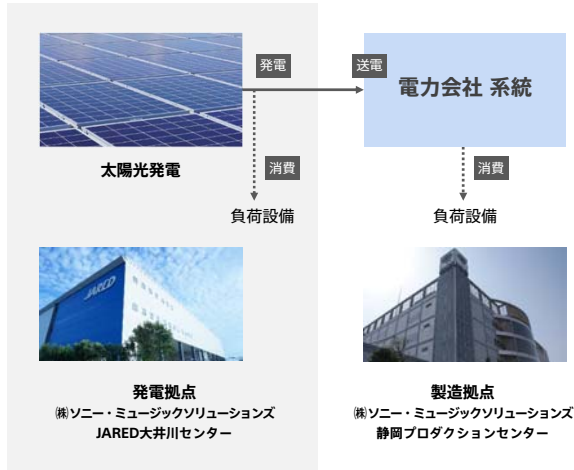 発電
送電
電力会社 系統
太陽光発電
消費
消費
負荷設備
負荷設備
JARED
発電拠点
㈱ソニー・ミュージックソリューションズ
JARED大井川センター
製造拠点
㈱ソニー・ミュージックソリューションズ
静岡プロダクションセンター